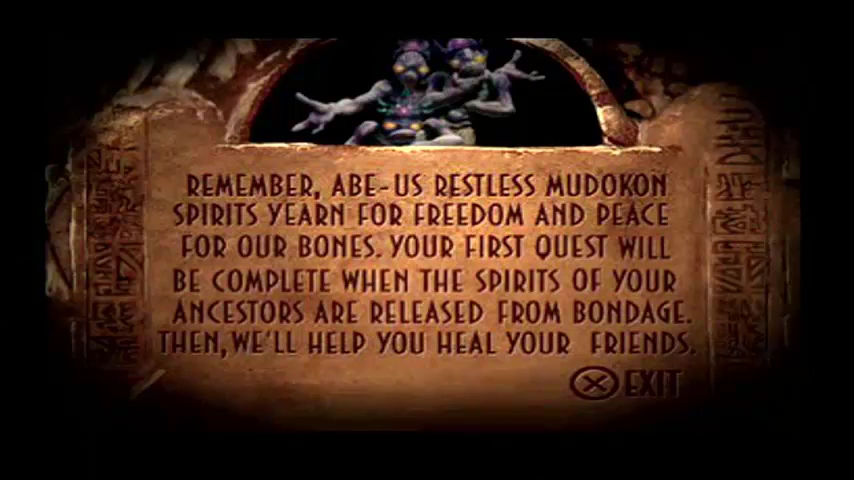 REMEMBER, ABE-US RESTLESS MUDOKON
SPIRITS YEARN FOR FREEDOM AND PEACE
FOR OUR BONES. YOUR FIRST QUEST WILL
BE COMPLETE WHEN THE SPIRITS OF YOUR
ANCESTORS ARE RELEASED FROM BONDAGE.
THEN, WE'LL HELP YOU HEAL YOUR FRIENDS.
EXIT